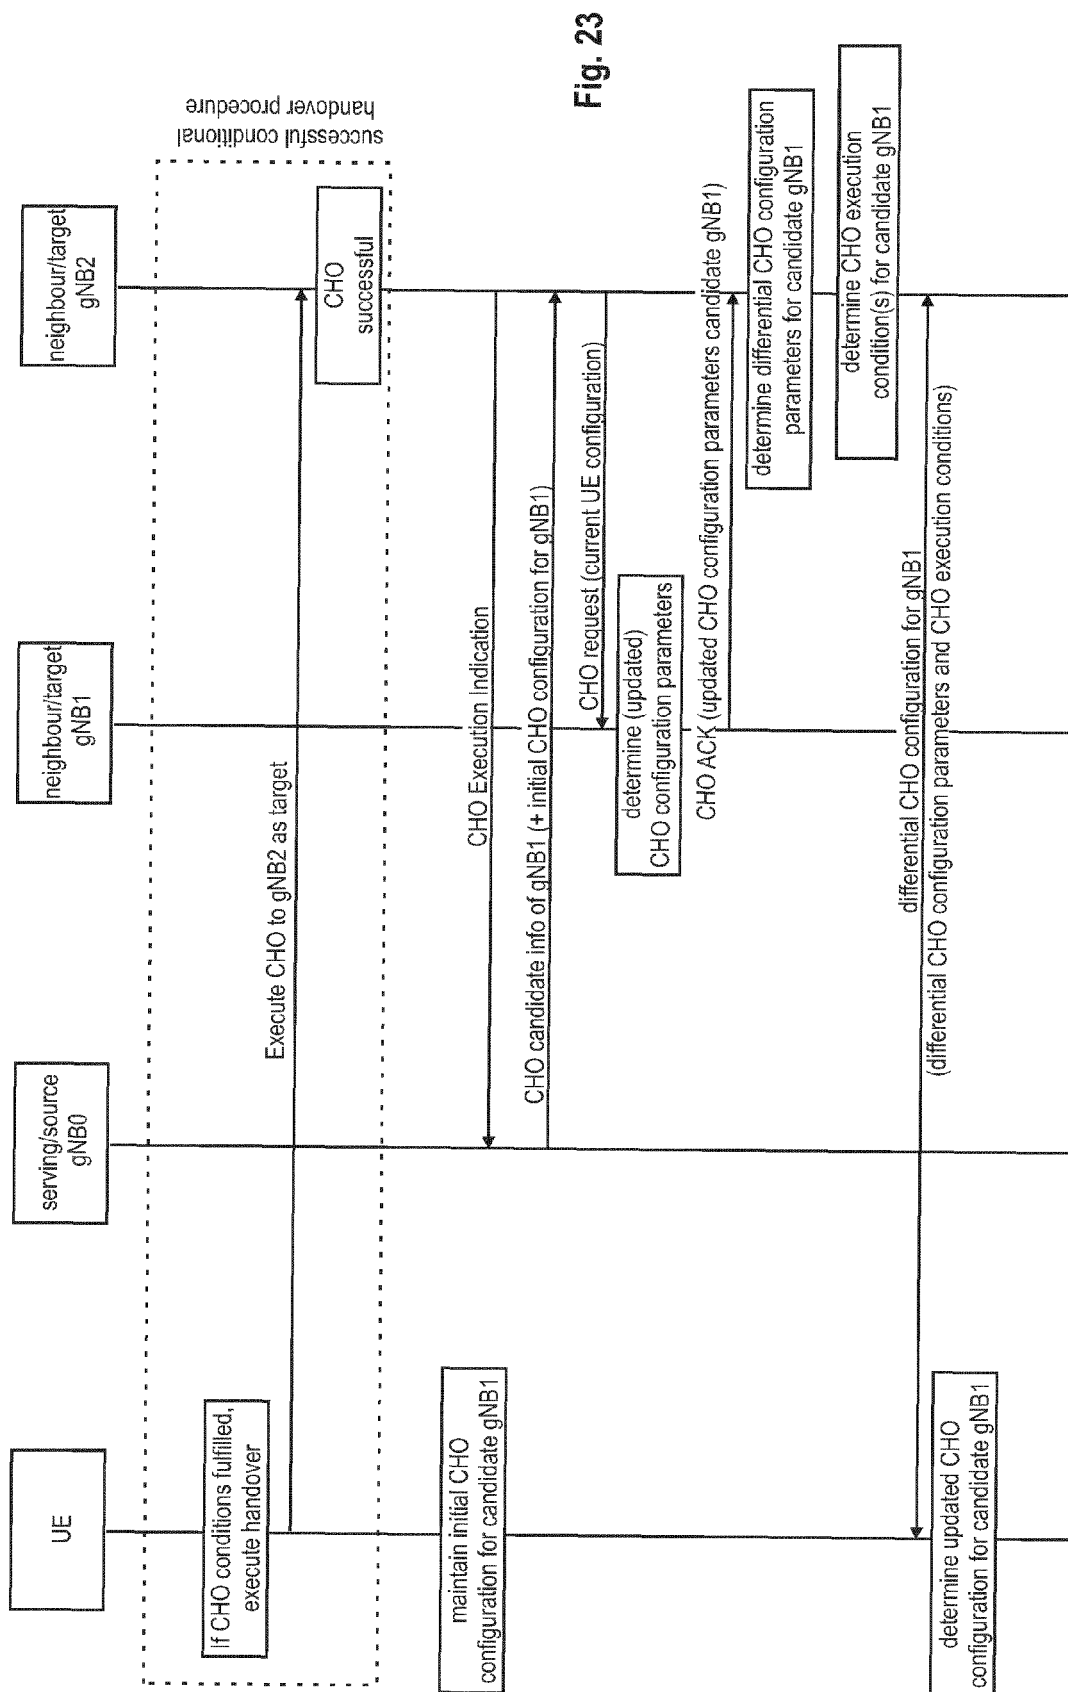 UE
serving/source
gNB0
neighbour/target
gNB1
neighbour/target
gNB2
successful conditional
handover procedure
If CHO conditions fulfilled,
execute handover
Execute CHO to gNB2 as target
CHO
successful
maintain initial CHO
configuration for candidate gNB1
CHO Execution Indication
CHO candidate info of gNB1 (+ initial CHO configuration for gNB1)
CHO request (current UE configuration)
determine (updated)
CHO configuration parameters
CHO ACK (updated CHO configuration parameters candidate gNB1)
determine differential CHO configuration
parameters for candidate gNB1
determine CHO execution
condition(s) for candidate gNB1
differential CHO configuration for gNB1
(differential CHO configuration parameters and CHO execution conditions)
determine updated CHO
configuration for candidate gNB1
Fig. 23